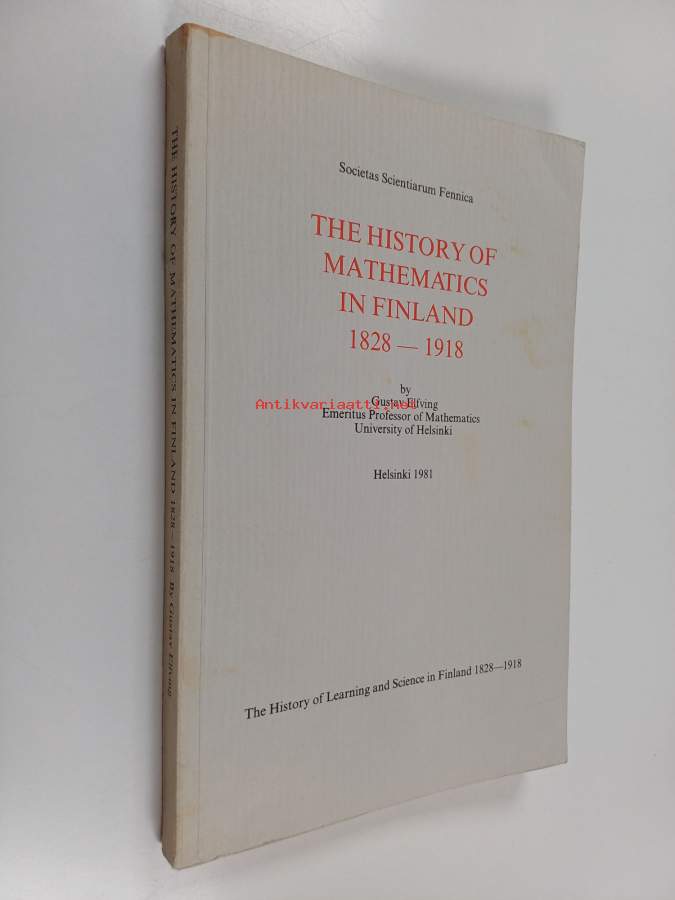 Societas Scientiarum Fennica
THE HISTORY OF
MATHEMATICS
IN FINLAND
1828 — 1918
by
Gustav Elfving
Antikvariaatti.net
Emeritus Professor of Mathematics
University of Helsinki
Helsinki 1981
The History of Learning and Science in Finland 1828—1918
THE HISTORY OF MATHEMATICS IN FINLAND 1828—1918 By Gustav Elfving